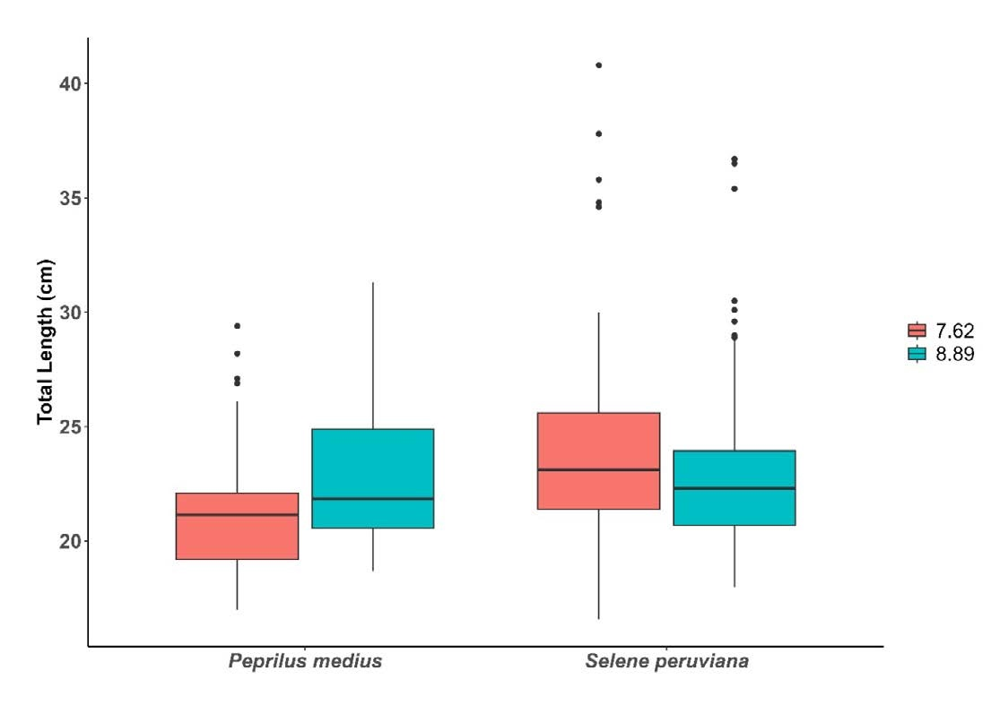 Total Length (cm)
40
35
30
25
20
Peprilus medius
Selene peruviana
7.62
8.89